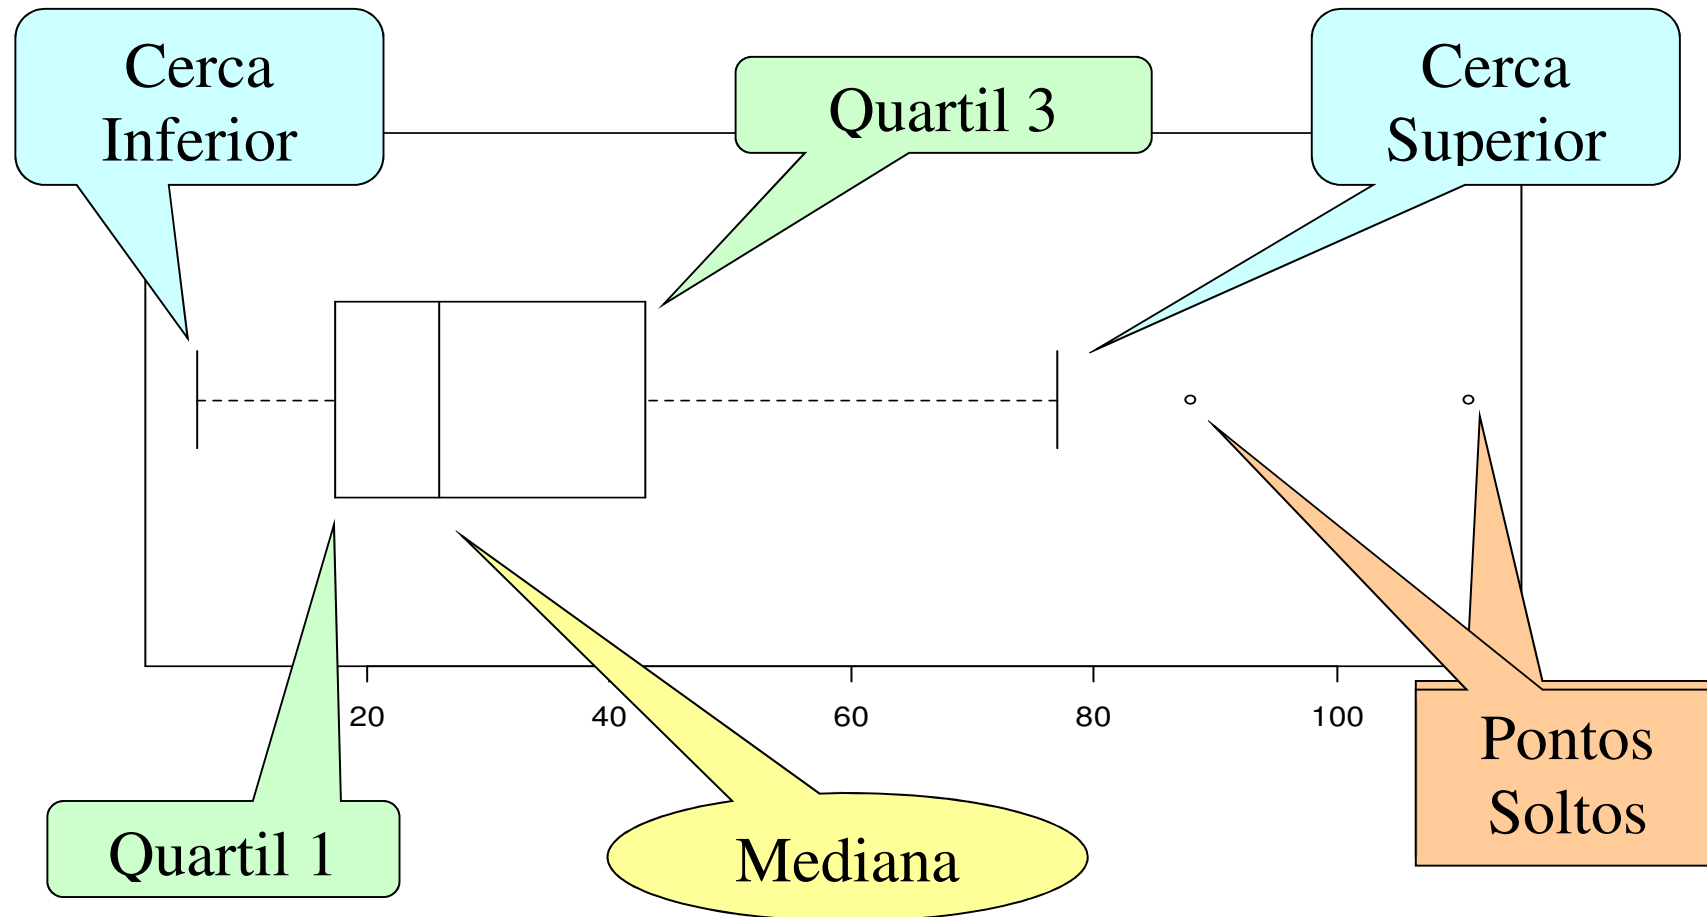 Cerca
Inferior
Quartil 3
Cerca
Superior
20
40
60
80
100
Pontos
Soltos
Quartil 1
Mediana